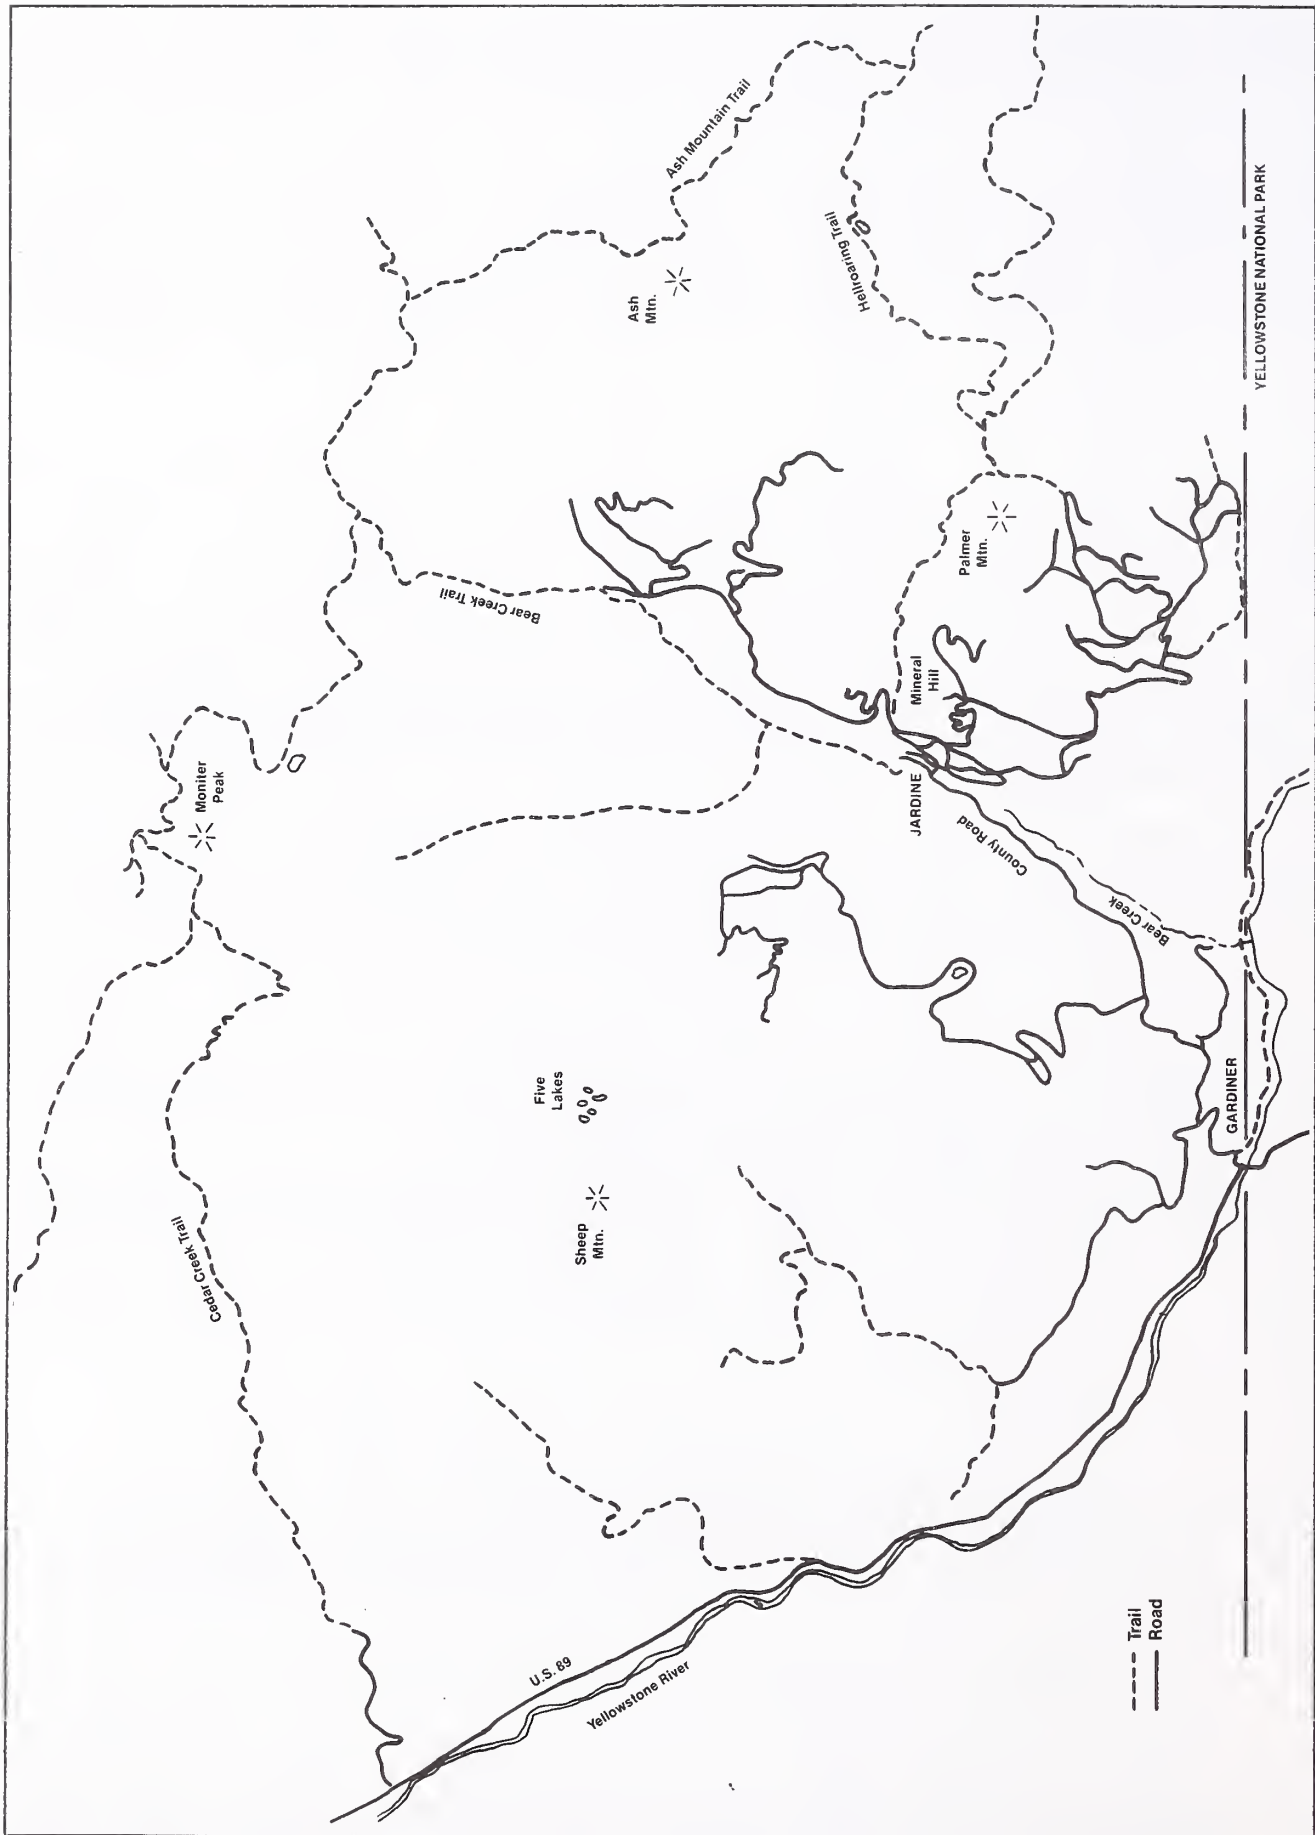 Moniter
Peak
Cedar Creek Trail
Bear Creek Trail
Ash Mountain Trail
Ash
Mtn.
Hellroaring Trail
Five
Lakes
Sheep
Mtn.
Palmer
Mtn.
Mineral
Hill
JARDINE
County Road
Bear Creek
U.S. 89
Yellowstone River
GARDINER
YELLOWSTONE NATIONAL PARK
Trail
Road